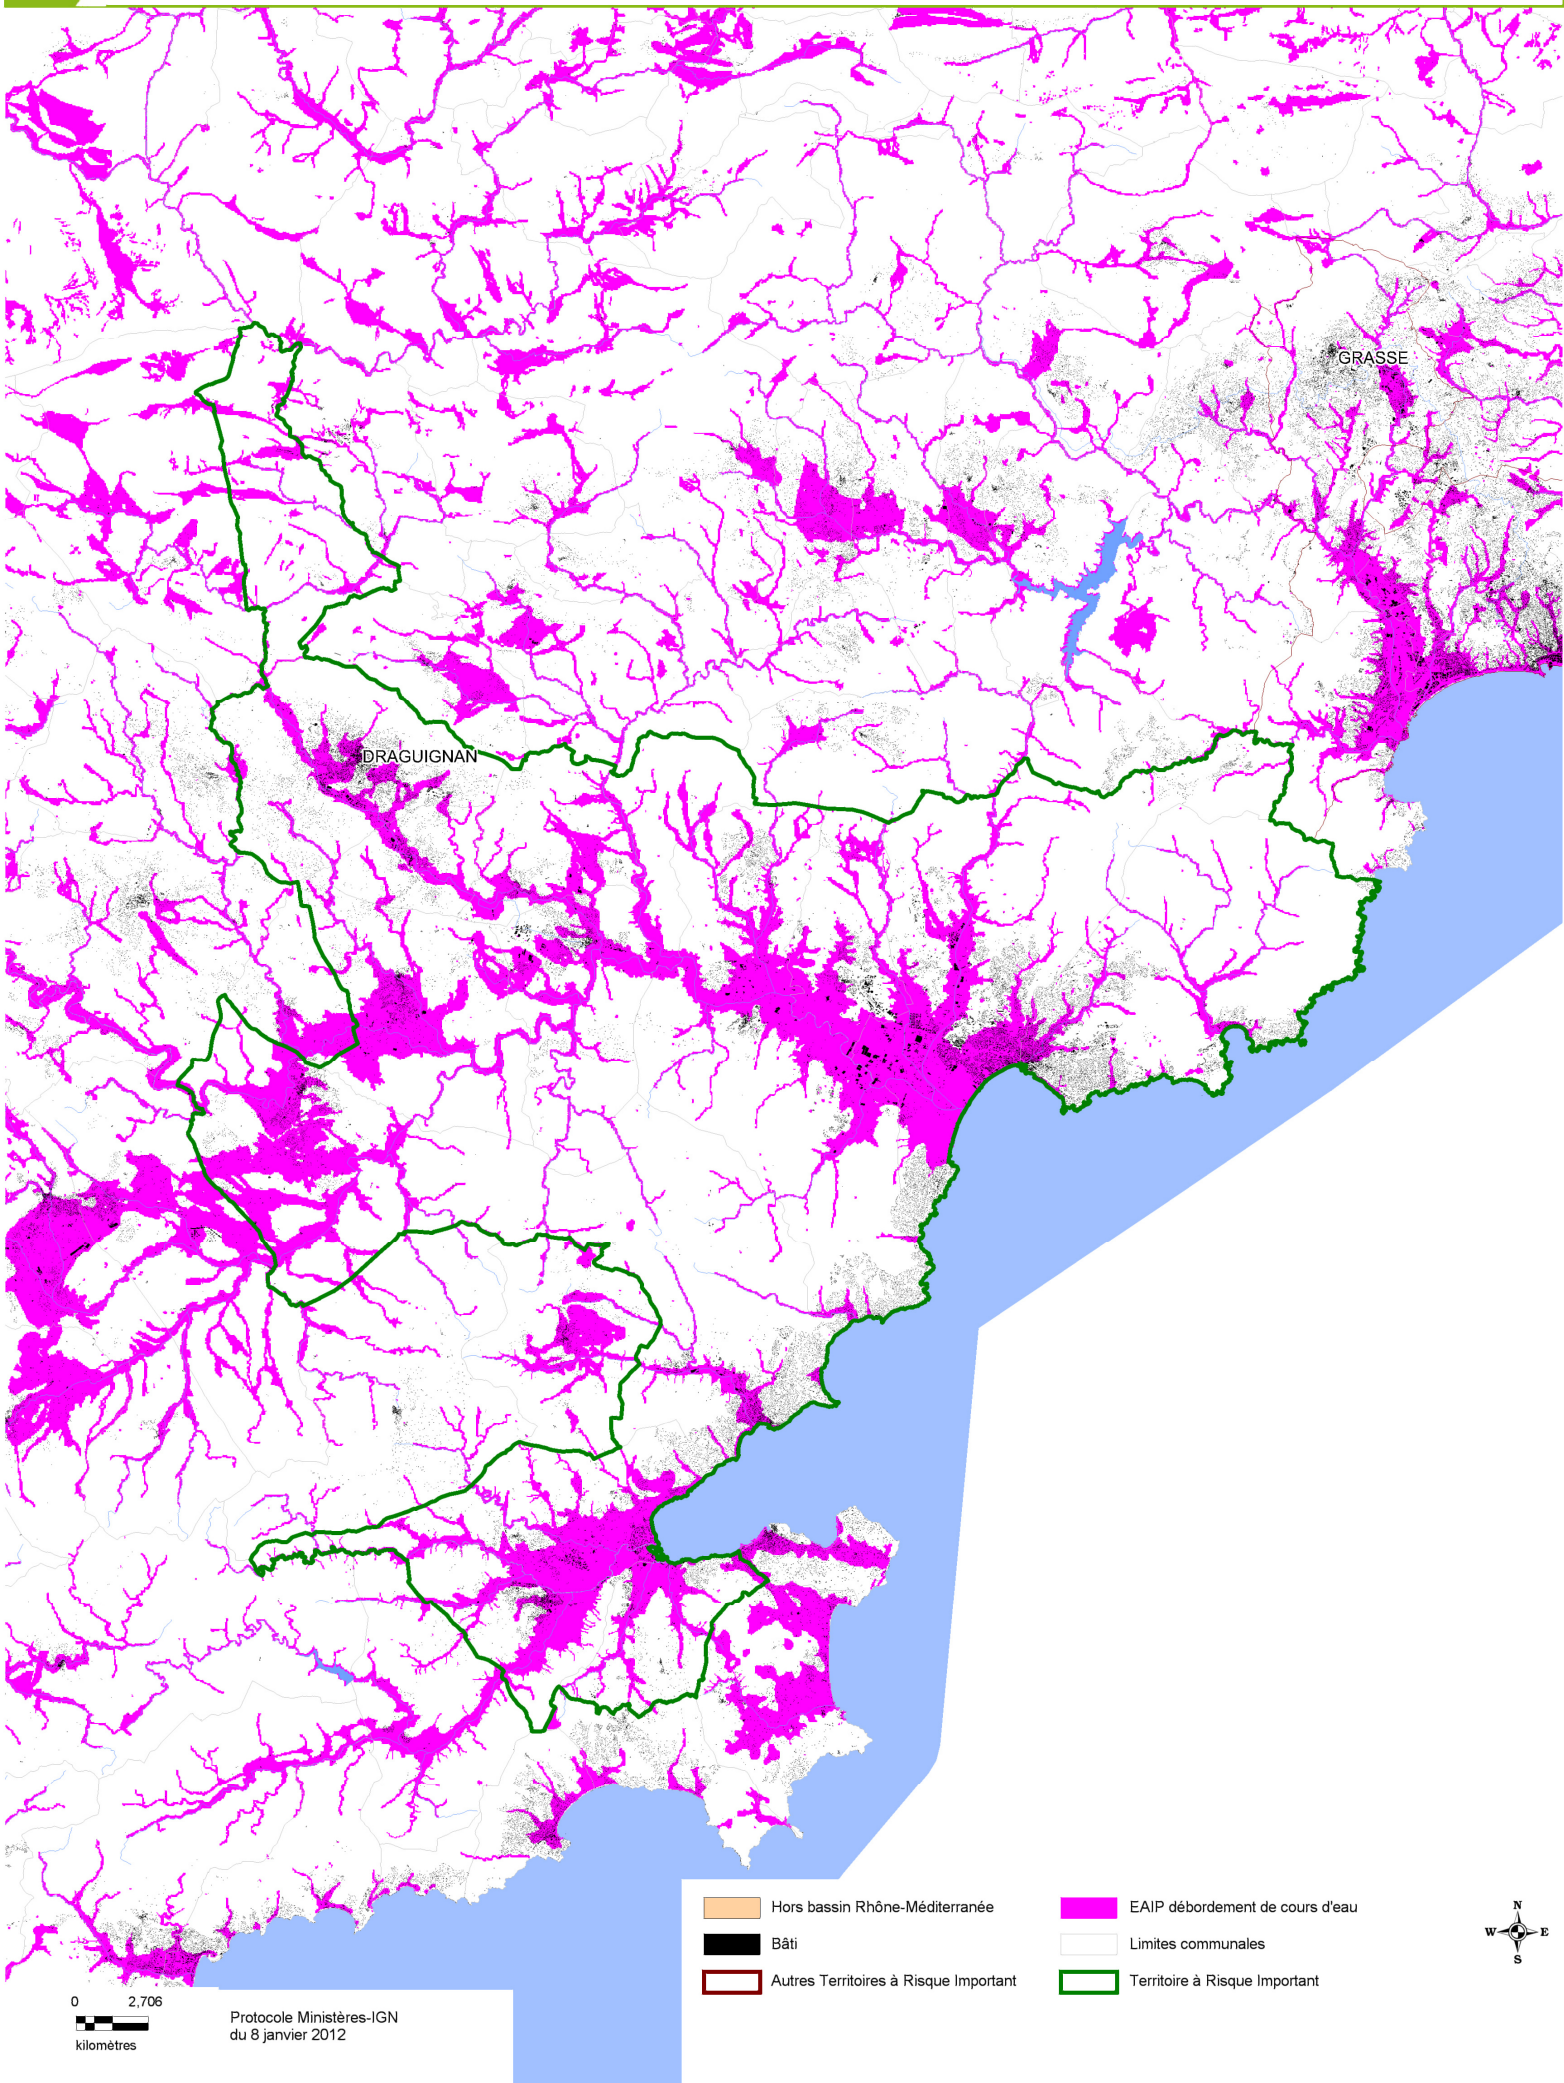 GRASSE
DRAGUIGNAN
Hors bassin Rhône-Méditerranée
EAIP débordement de cours d'eau
Bâti
Limites communales
Autres Territoires à Risque Important
Territoire à Risque Important
N
W E
S
0 2,706
kilomètres
Protocole Ministères-IGN
du 8 janvier 2012